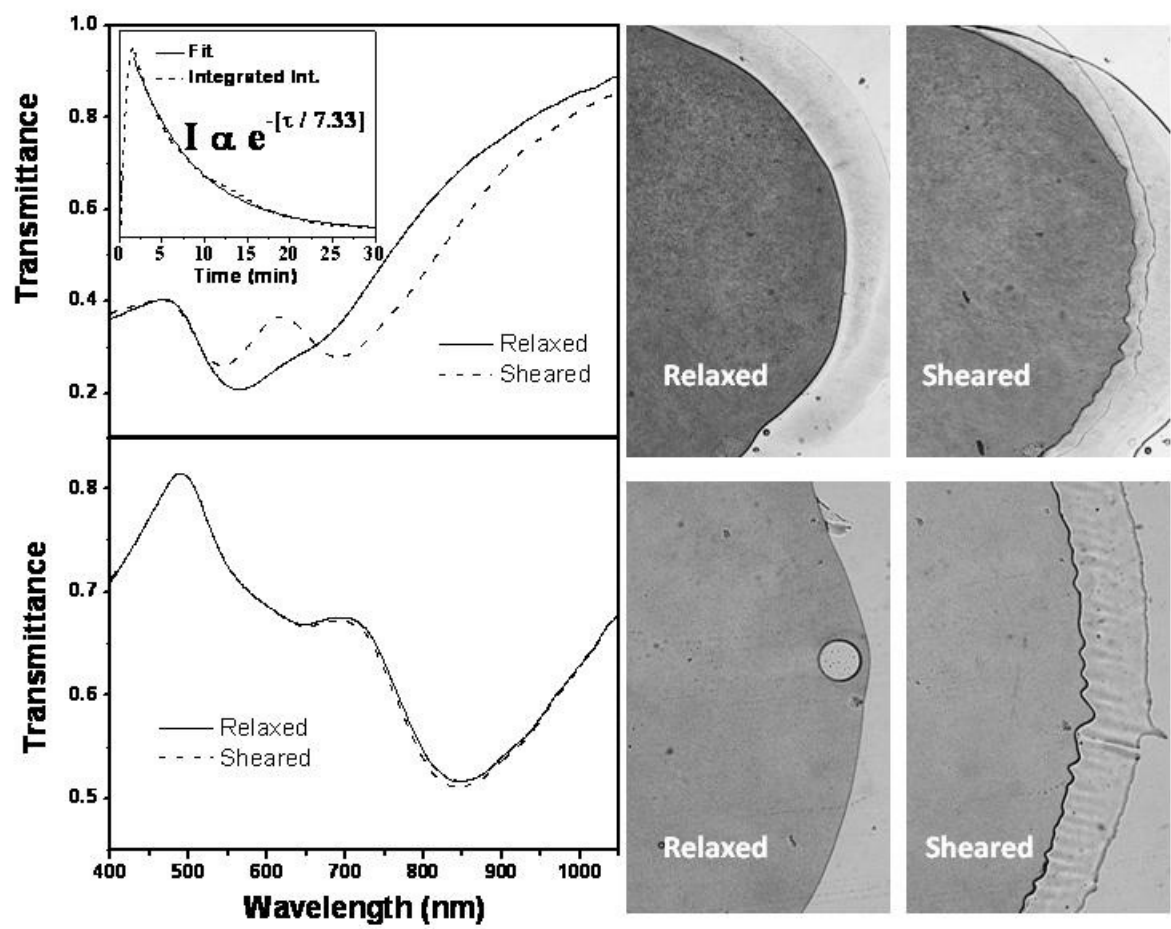 Transmittance
1.0
0.8
0.6
0.4
0.2
Fit
Integrated Int.
I α e^-[τ / 7.33]
0 5 10 15 20 25 30
Time (min)
Relaxed
Sheared
Relaxed
Sheared
Transmittance
0.8
0.7
0.6
0.5
Relaxed
Sheared
400 500 600 700 800 900 1000
Wavelength (nm)
Relaxed
Sheared